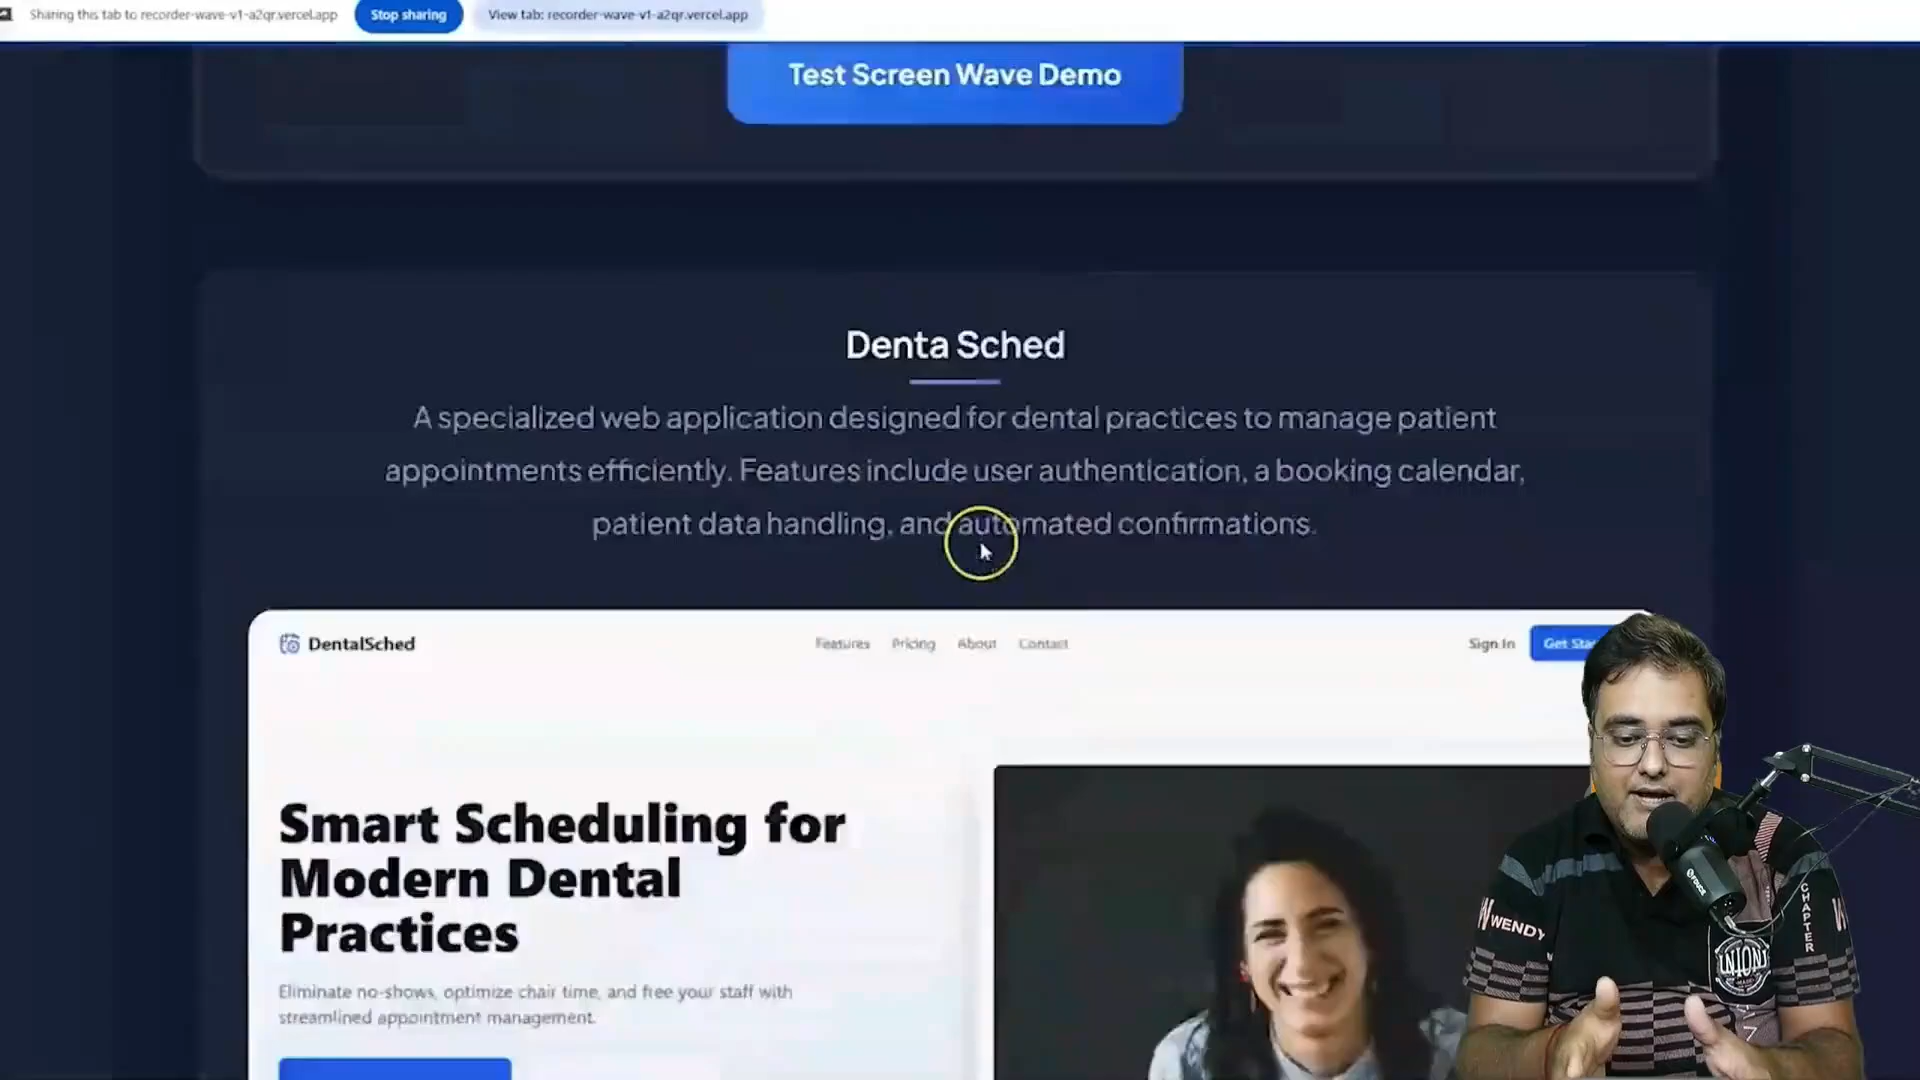 Sharing this tab to recorder-wave-v1-a2qr.vercel.app
Stop sharing
View tab: recorder-wave-v1-a2qr.vercel.app
Test Screen Wave Demo
Denta Sched
A specialized web application designed for dental practices to manage patient
appointments efficiently. Features include user authentication, a booking calendar,
patient data handling, and automated confirmations.
DentalSched
Features
Pricing
About
Contact
Sign In
Get
Smart Scheduling for
Modern Dental
Practices
Eliminate no-shows, optimize chair time, and free your staff with
streamlined appointment management.
WENDY
CHAPTER